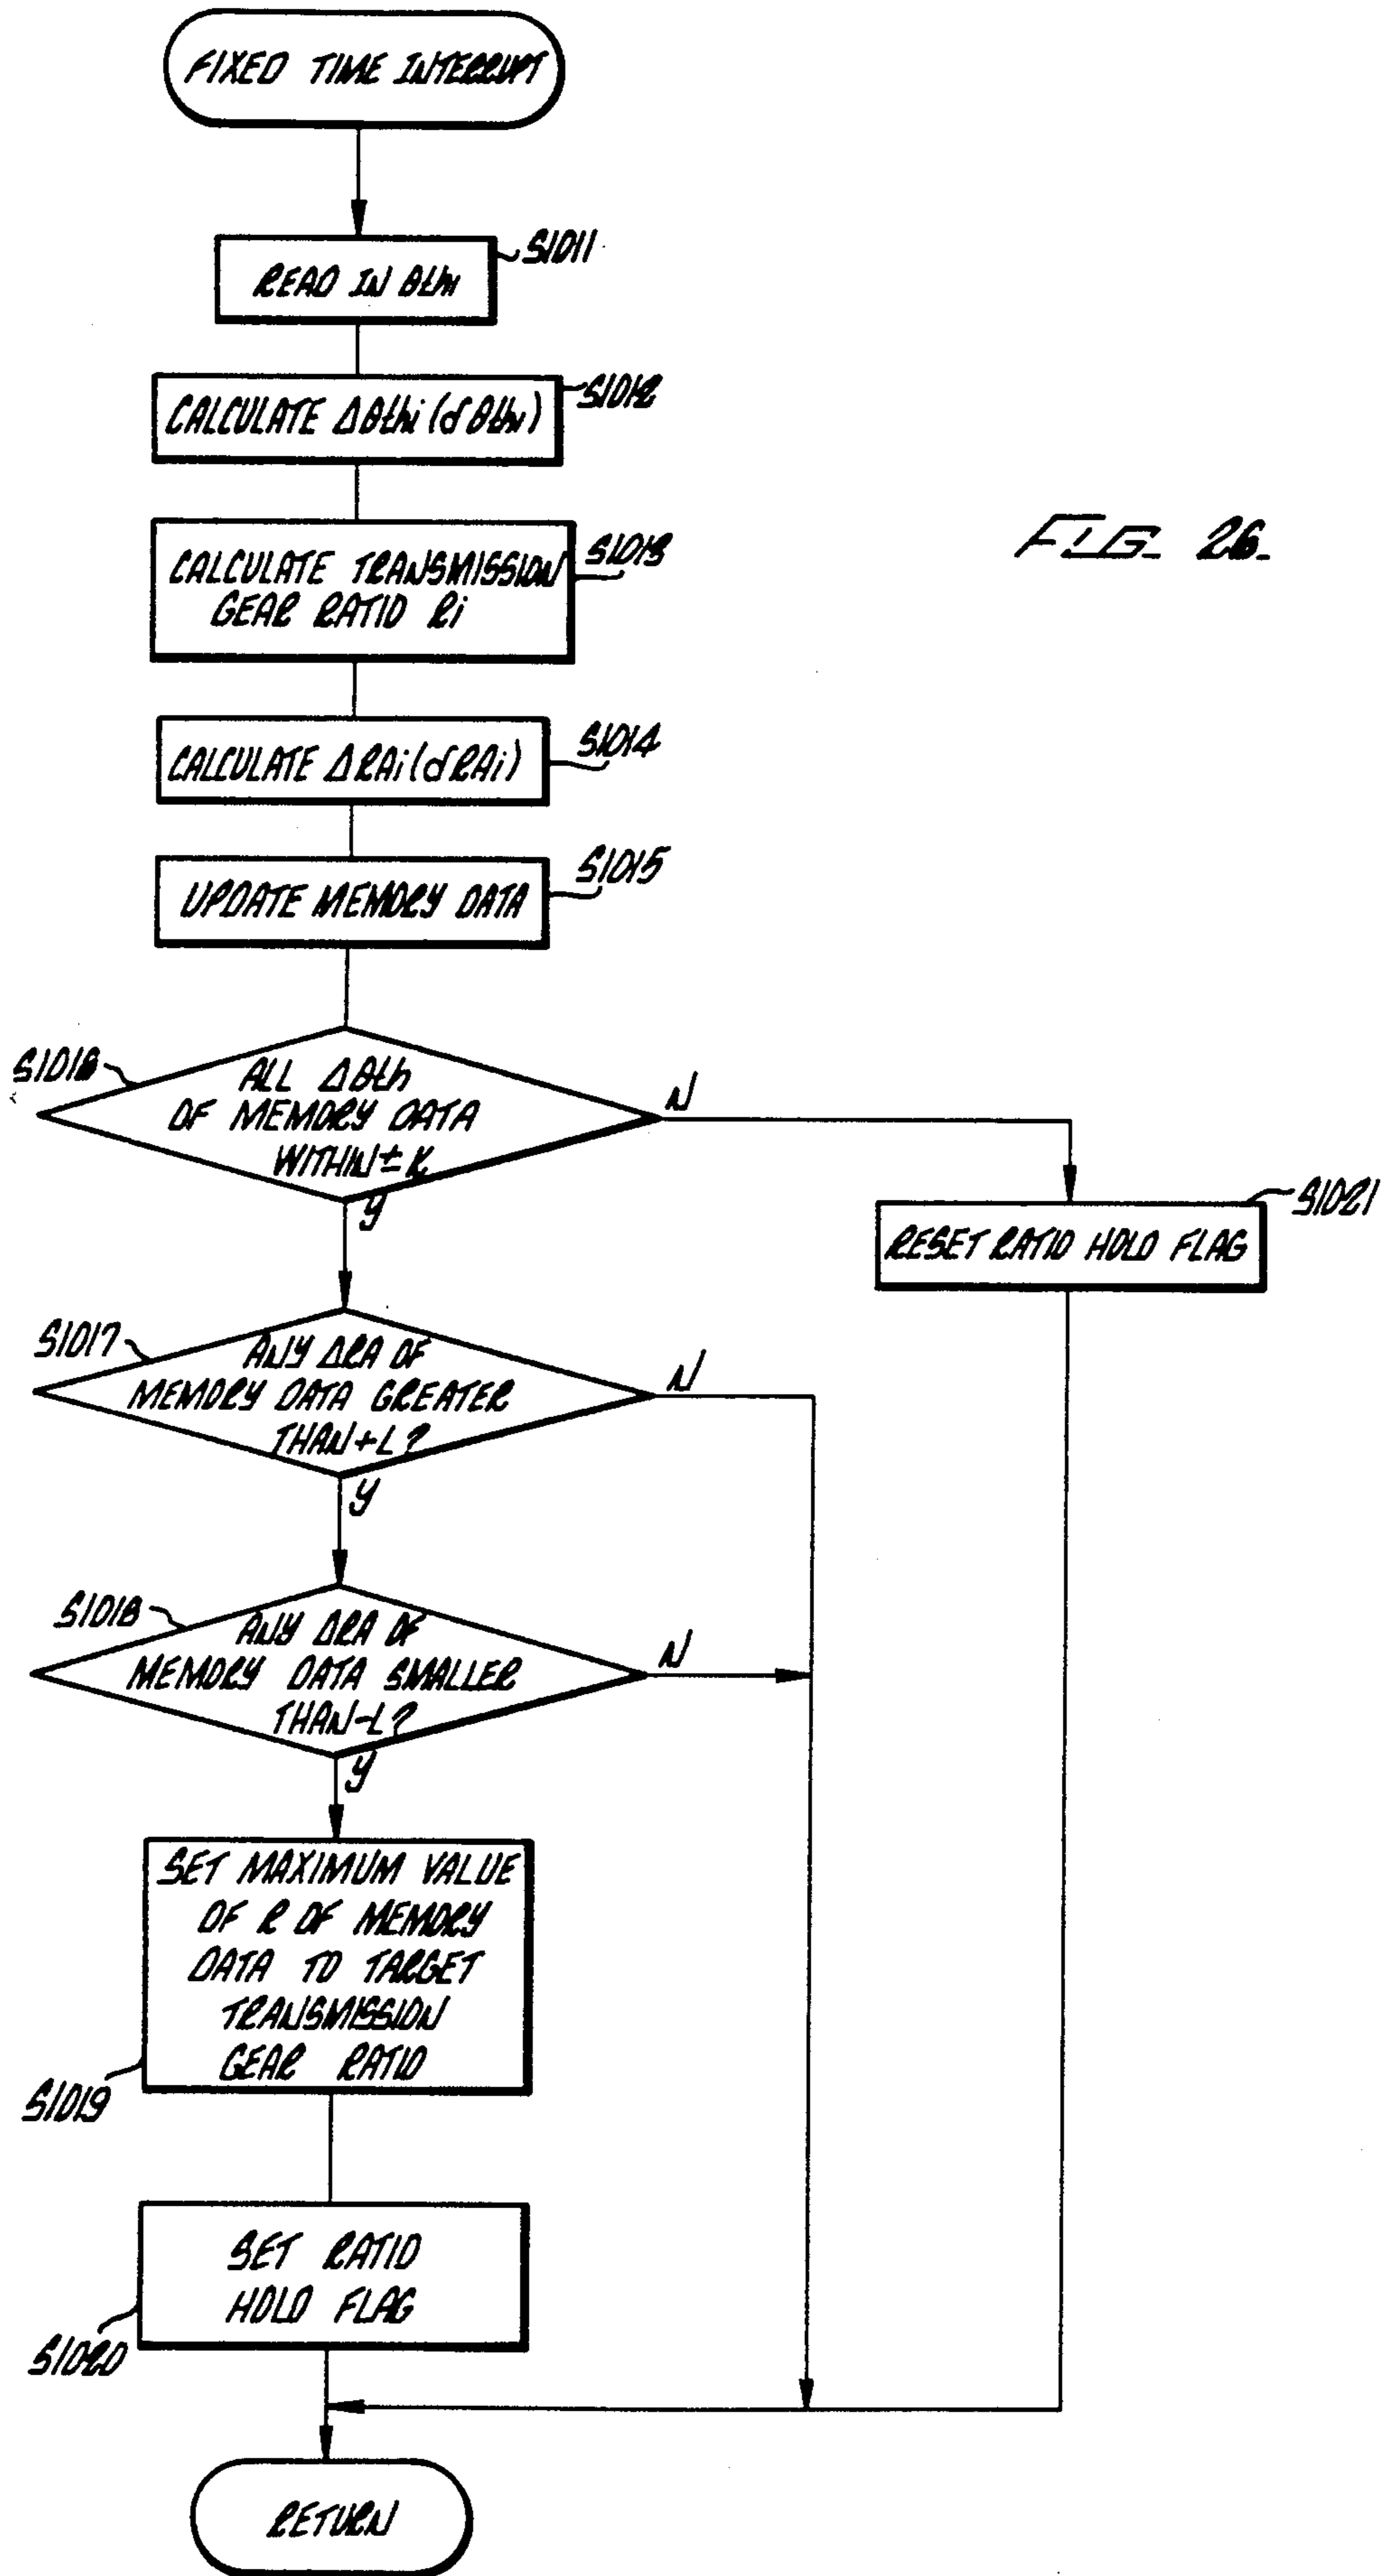 FIXED TIME INTERRUPT
S1011
READ IN θthi
S1012
CALCULATE Δθthi (dθthi)
FIG. 26.
S1013
CALCULATE TRANSMISSION
GEAR RATIO Ri
S1014
CALCULATE ΔRAi (dRAi)
S1015
UPDATE MEMORY DATA
S1016
ALL Δθth
OF MEMORY DATA
WITHIN ± K
N
Y
S1021
RESET RATIO HOLD FLAG
S1017
ANY ΔRA OF
MEMORY DATA GREATER
THAN +L?
N
Y
S1018
ANY ΔRA OF
MEMORY DATA SMALLER
THAN -L?
N
Y
SET MAXIMUM VALUE
OF R OF MEMORY
DATA TO TARGET
TRANSMISSION
GEAR RATIO
S1019
SET RATIO
HOLD FLAG
S1020
RETURN